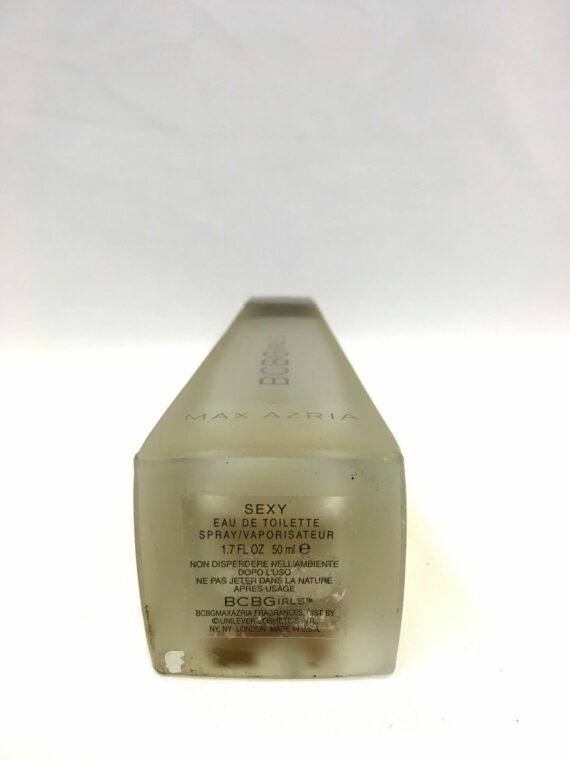 BCBGIRLS
MAX AZRIA
SEXY
EAU DE TOILETTE
SPRAY/VAPORISATEUR
1.7 FL OZ 50 ml e
NON DISPERDERE NELL'AMBIENTE
DOPO L'USO
NE PAS JETER DANS LA NATURE
APRES USAGE
BCBGIRLS™
BCBGMAXAZRIA FRAGRANCES, DIST BY
© UNILEVER COSMETICS INTL.
NY, NY LONDON MADE IN U.S.A.